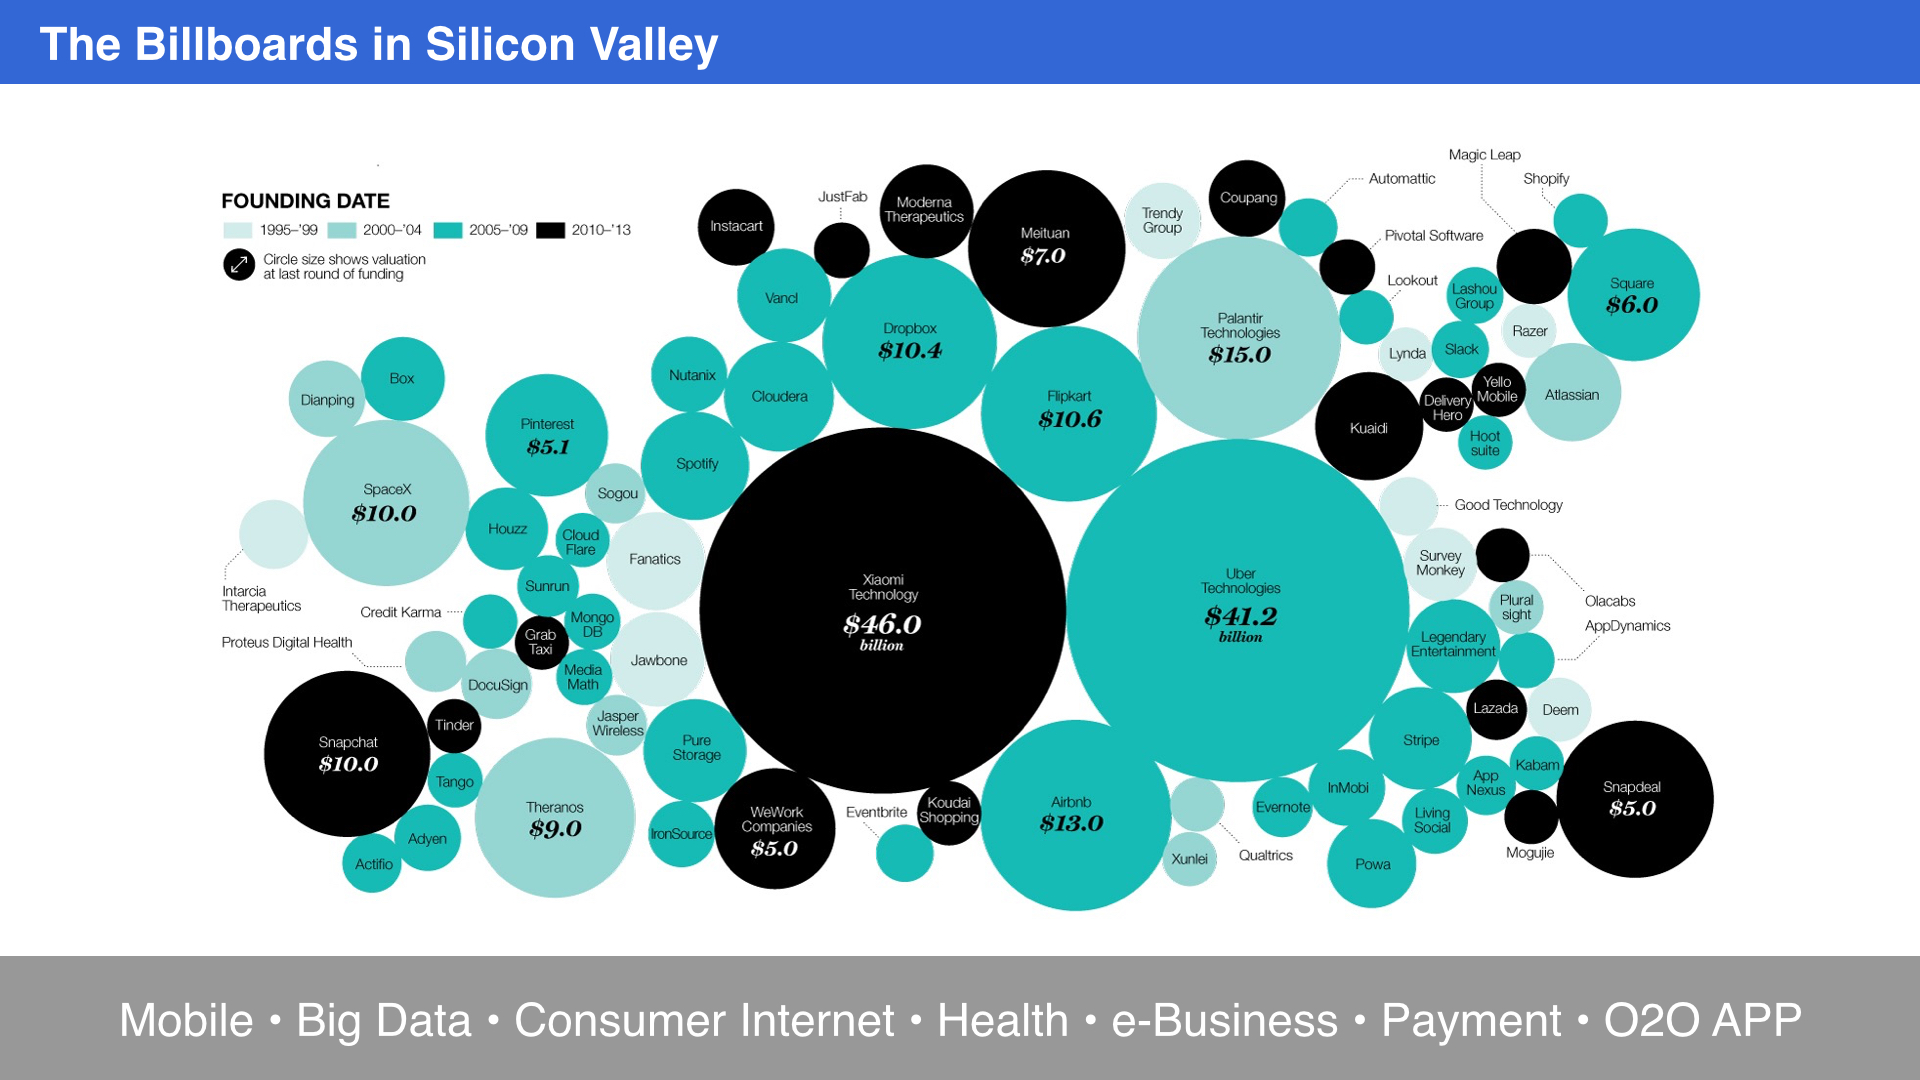 The Billboards in Silicon Valley
FOUNDING DATE
1995–'99
2000–'04
2005–'09
2010–'13
Circle size shows valuation
at last round of funding
Magic Leap
Shopify
Automattic
JustFab
Moderna
Therapeutics
Coupang
Instacart
Trendy
Group
Meituan
$7.0
Pivotal Software
Lookout
Lashou
Group
Square
$6.0
Vancl
Dropbox
$10.4
Palantir
Technologies
$15.0
Razer
Lynda
Slack
Nutanix
Box
Dianping
Cloudera
Flipkart
$10.6
Yello
Mobile
Delivery
Hero
Atlassian
Kuaidi
Hoot
suite
Pinterest
$5.1
Spotify
SpaceX
$10.0
Sogou
Good Technology
Houzz
Cloud
Flare
Fanatics
Survey
Monkey
Intarcia
Therapeutics
Sunrun
Xiaomi
Technology
$46.0
billion
Uber
Technologies
$41.2
billion
Plural
sight
Olacabs
AppDynamics
Credit Karma
Mongo
DB
Grab
Taxi
Proteus Digital Health
Legendary
Entertainment
Jawbone
Media
Math
DocuSign
Lazada
Deem
Tinder
Jasper
Wireless
Snapchat
$10.0
Pure
Storage
Stripe
Kabam
Tango
App
Nexus
InMobi
Snapdeal
$5.0
Theranos
$9.0
WeWork
Companies
$5.0
Eventbrite
Koudai
Shopping
Airbnb
$13.0
Evernote
Living
Social
IronSource
Adyen
Actifio
Xunlei
Qualtrics
Powa
Mogujie
Mobile • Big Data • Consumer Internet • Health • e-Business • Payment • O2O APP